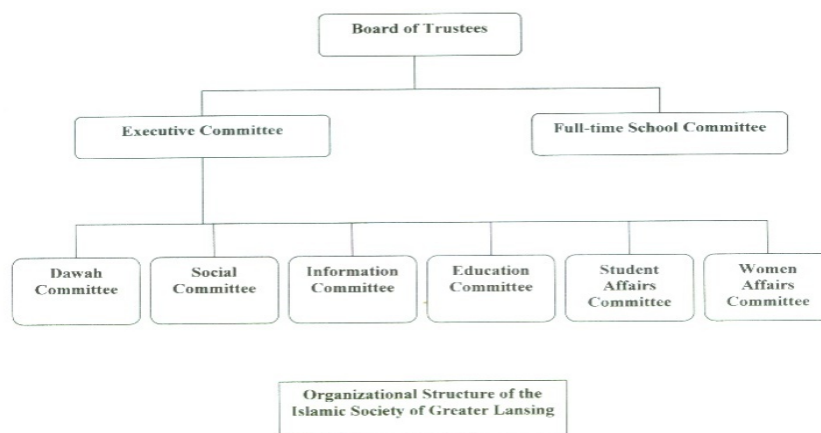 Board of Trustees
Executive Committee
Full-time School Committee
Dawah
Committee
Social
Committee
Information
Committee
Education
Committee
Student
Affairs
Committee
Women
Affairs
Committee
Organizational Structure of the
Islamic Society of Greater Lansing